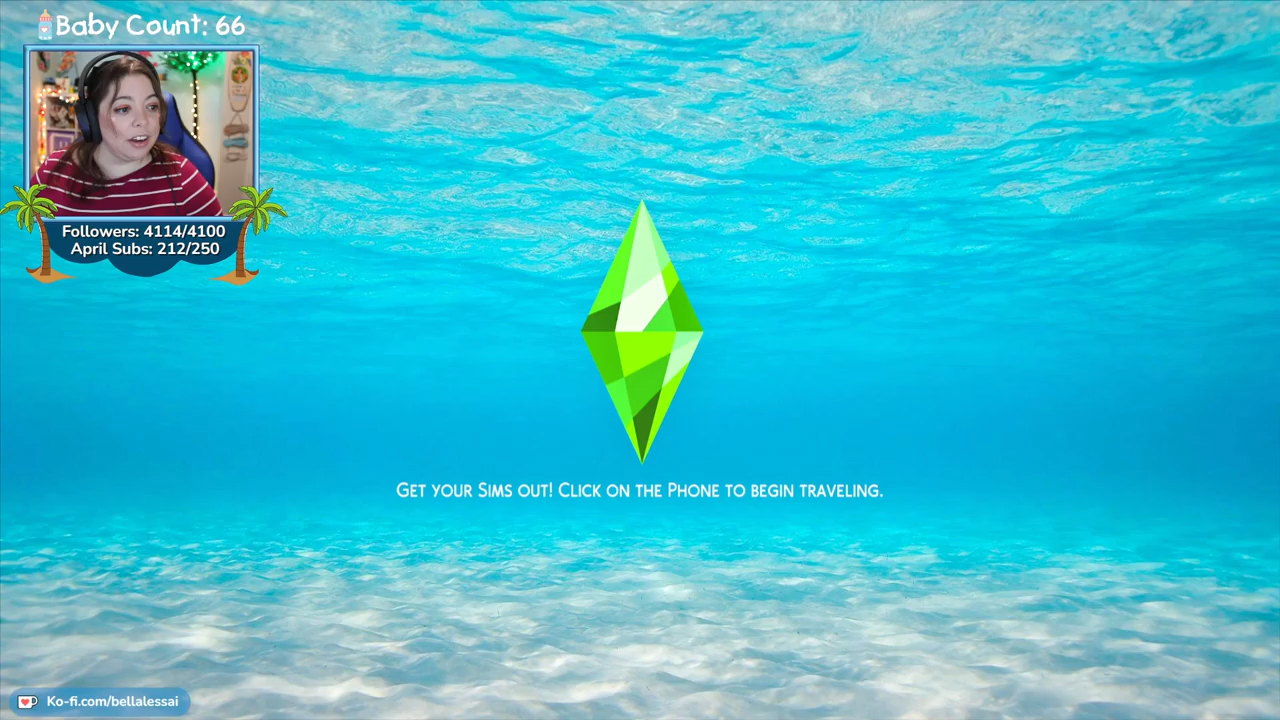 Baby Count: 66
Followers: 4114/4100
April Subs: 212/250
Get your Sims out! Click on the Phone to begin traveling.
Ko-fi.com/bellalessai